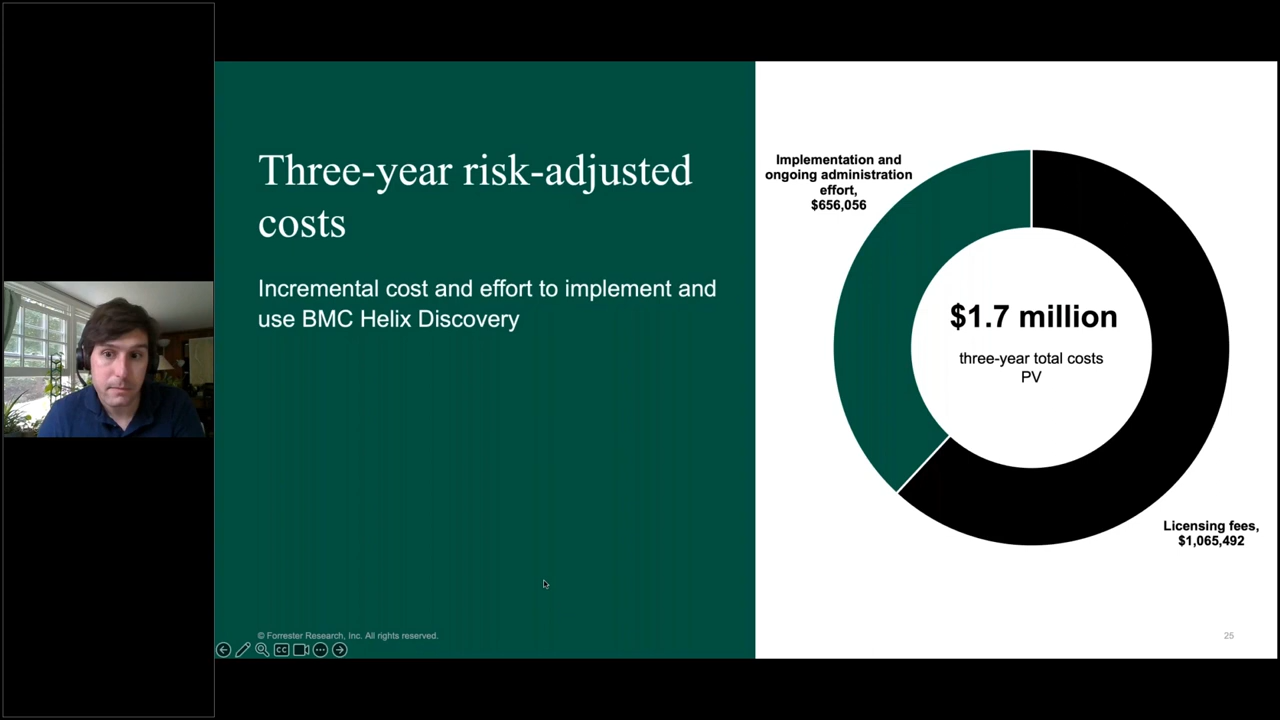 Three-year risk-adjusted
costs
Incremental cost and effort to implement and
use BMC Helix Discovery
Implementation and
ongoing administration
effort,
$656,056
$1.7 million
three-year total costs
PV
Licensing fees,
$1,065,492
© Forrester Research, Inc. All rights reserved.
25
CC